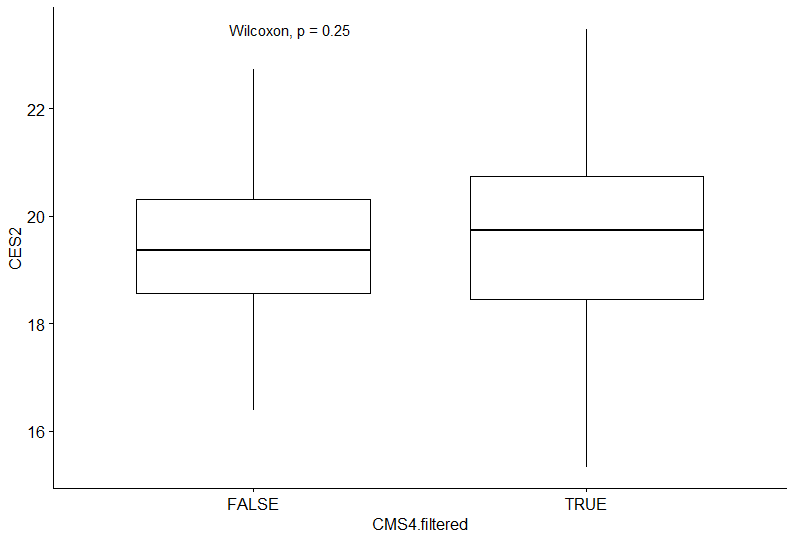 Wilcoxon, p = 0.25
22
20
18
16
CES2
FALSE
TRUE
CMS4.filtered